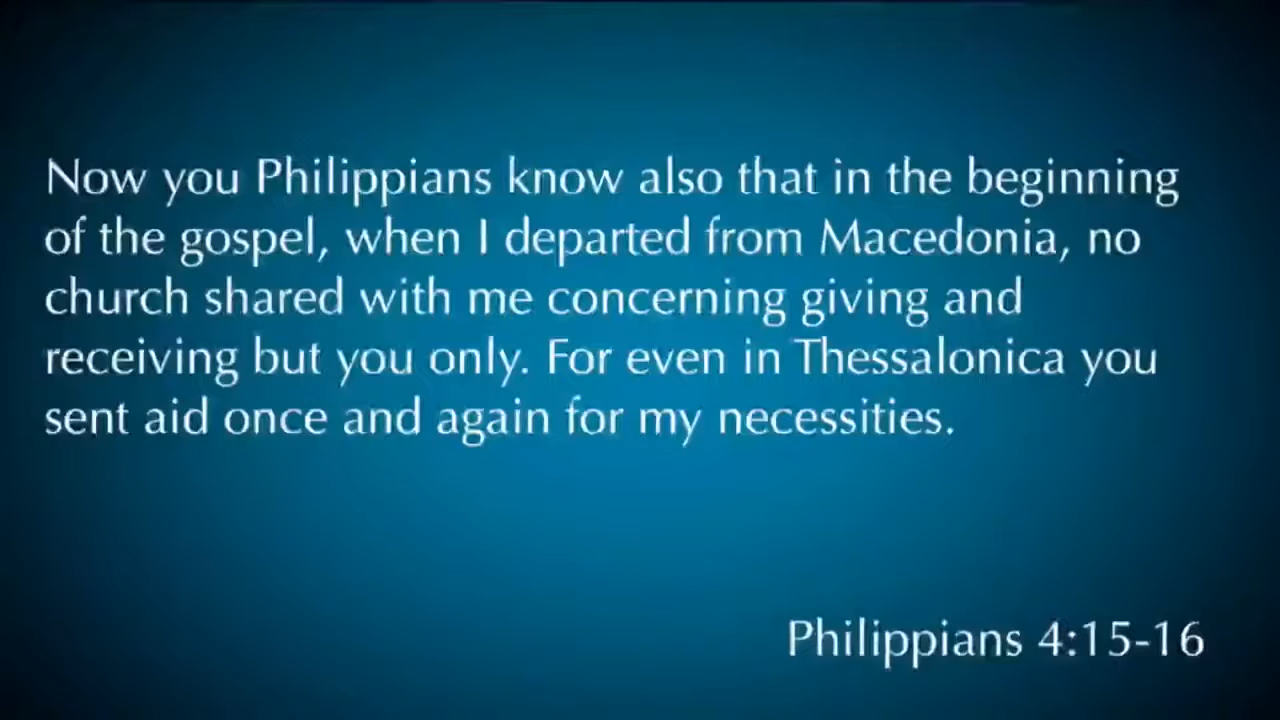 Now you Philippians know also that in the beginning
of the gospel, when I departed from Macedonia, no
church shared with me concerning giving and
receiving but you only. For even in Thessalonica you
sent aid once and again for my necessities.
Philippians 4:15-16